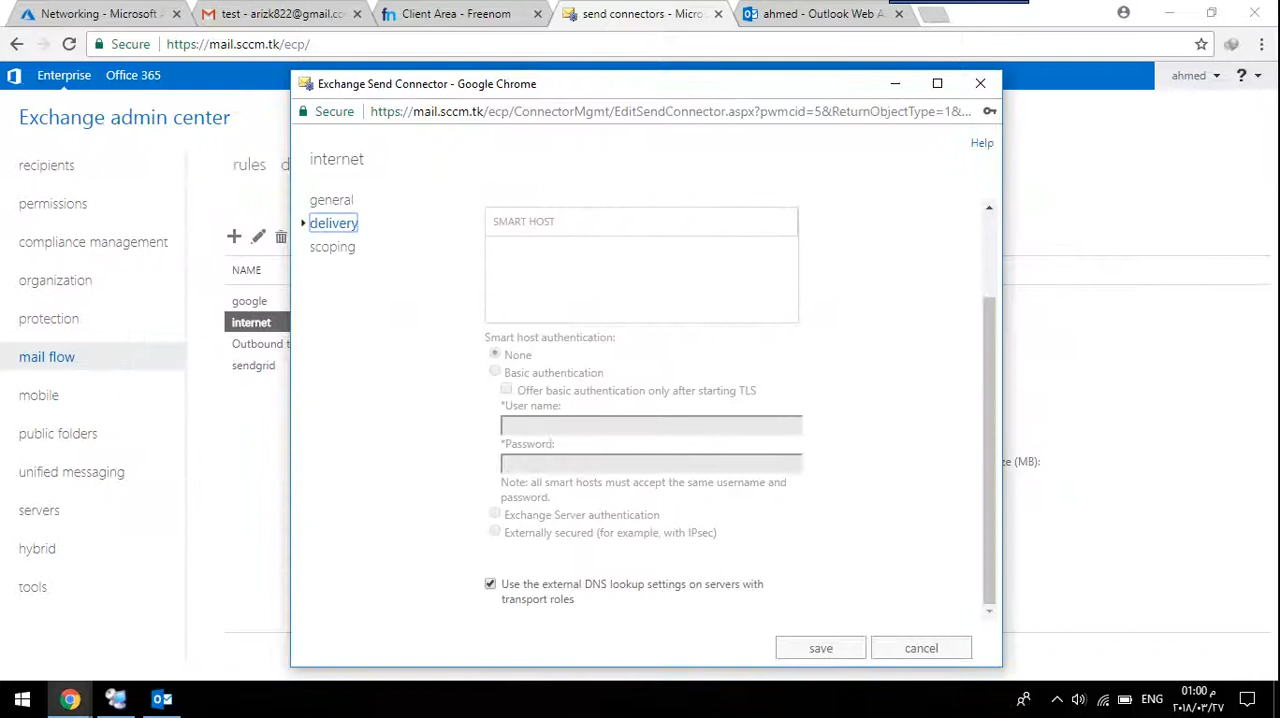 Networking - Microsoft A
test - arizk822@gmail.co
Client Area - Freenom
send connectors - Micro
ahmed - Outlook Web A
Secure
https://mail.sccm.tk/ecp/
Enterprise Office 365
ahmed
?
Exchange admin center
recipients
permissions
compliance management
organization
protection
mail flow
mobile
public folders
unified messaging
servers
hybrid
tools
rules d
NAME
google
internet
Outbound t
sendgrid
ze (MB):
Exchange Send Connector - Google Chrome
Secure
https://mail.sccm.tk/ecp/ConnectorMgmt/EditSendConnector.aspx?pwmcid=5&ReturnObjectType=1&...
Help
internet
general
delivery
scoping
SMART HOST
Smart host authentication:
None
Basic authentication
Offer basic authentication only after starting TLS
*User name:
*Password:
Note: all smart hosts must accept the same username and
password.
Exchange Server authentication
Externally secured (for example, with IPsec)
Use the external DNS lookup settings on servers with
transport roles
save
cancel
ENG
01:00 م
٢٠١٨/٠٣/٢٧